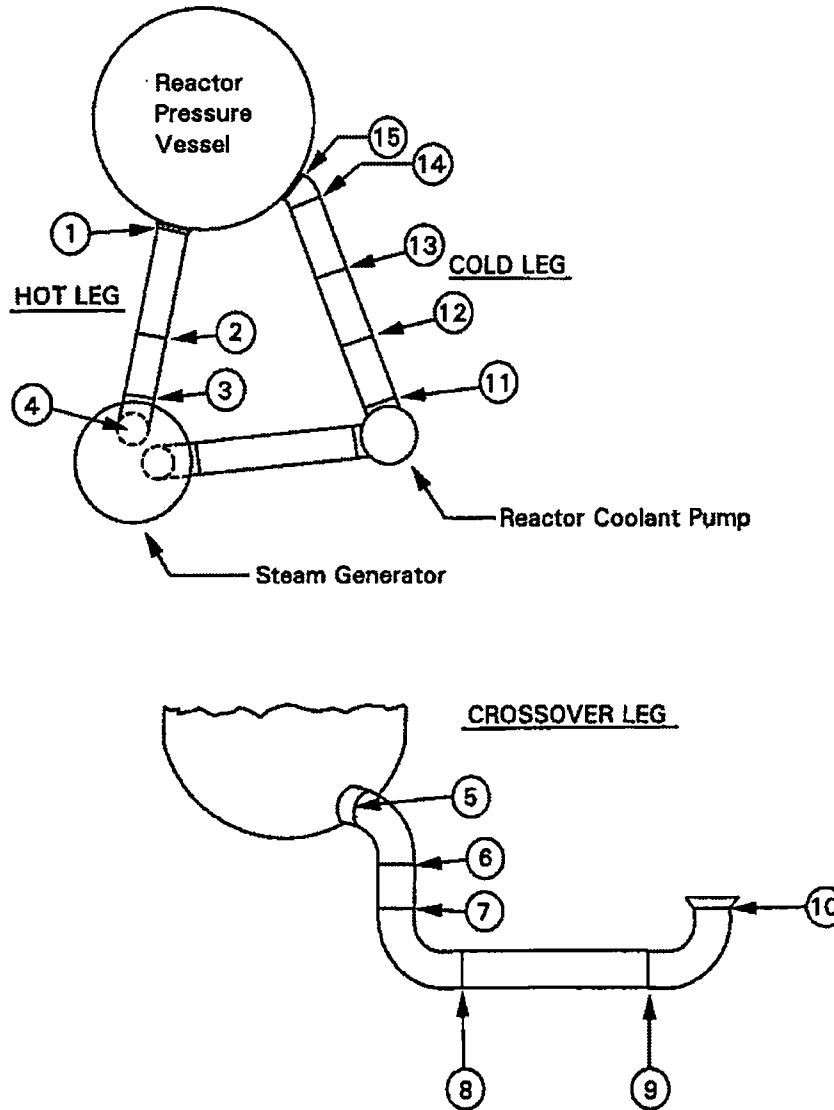 Reactor
Pressure
Vessel
15
14
1
13
COLD LEG
HOT LEG
12
2
11
3
4
Reactor Coolant Pump
Steam Generator
CROSSOVER LEG
5
6
7
10
8
9